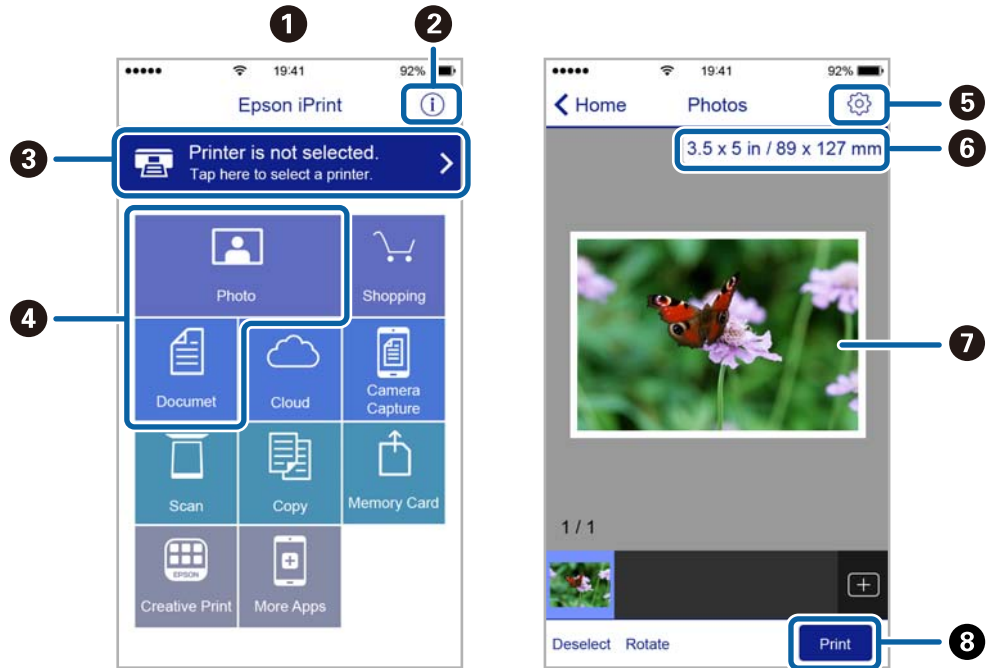 1
2
19:41
92%
Epson iPrint
i
3
Printer is not selected.
Tap here to select a printer.
4
Photo
Shopping
Documet
Cloud
Camera
Capture
Scan
Copy
Memory Card
EPSON
Creative Print
More Apps
19:41
92%
Home
Photos
5
3.5 x 5 in / 89 x 127 mm
6
7
1 / 1
Deselect
Rotate
Print
8